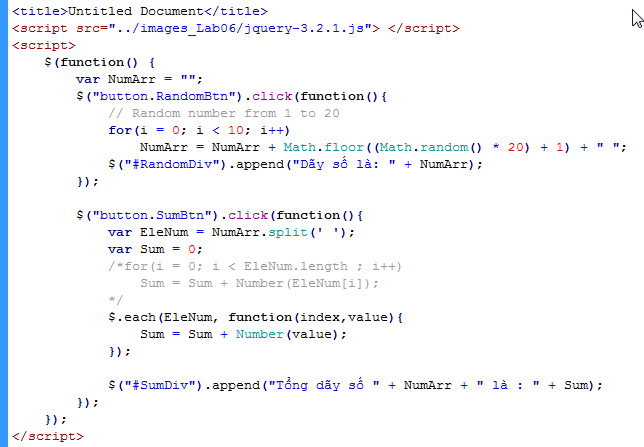 <title>Untitled Document</title>
<script src="../images_Lab06/jquery-3.2.1.js"> </script>
<script>
$(function() {
var NumArr = "";
$("button.RandomBtn").click(function(){
// Random number from 1 to 20
for(i = 0; i < 10; i++)
NumArr = NumArr + Math.floor((Math.random() * 20) + 1) + " ";
$("#RandomDiv").append("Dãy số là: " + NumArr);
});
$("button.SumBtn").click(function(){
var EleNum = NumArr.split(' ');
var Sum = 0;
/*for(i = 0; i < EleNum.length ; i++)
Sum = Sum + Number(EleNum[i]);
*/
$.each(EleNum, function(index,value){
Sum = Sum + Number(value);
});
$("#SumDiv").append("Tổng dãy số " + NumArr + " là : " + Sum);
});
});
</script>